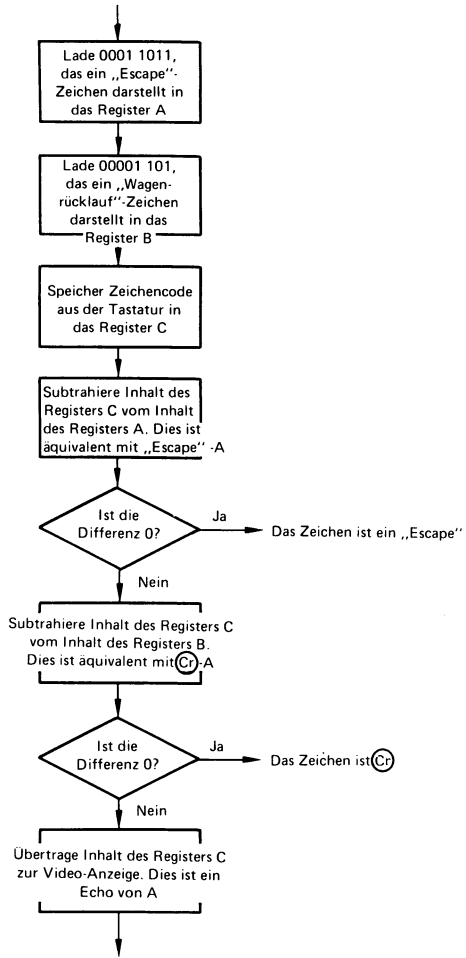 Lade 0001 1011,
das ein „Escape“-
Zeichen darstellt in
das Register A
Lade 00001 101,
das ein „Wagen-
rücklauf“-Zeichen
darstellt in das
Register B
Speicher Zeichencode
aus der Tastatur in
das Register C
Subtrahiere Inhalt des
Registers C vom Inhalt
des Registers A. Dies ist
äquivalent mit „Escape“ -A
Ist die
Differenz 0?
Ja
Das Zeichen ist ein „Escape“
Nein
Subtrahiere Inhalt des Registers C
vom Inhalt des Registers B.
Dies ist äquivalent mit Cr -A
Ist die
Differenz 0?
Ja
Das Zeichen ist Cr
Nein
Übertrage Inhalt des Registers C
zur Video-Anzeige. Dies ist ein
Echo von A